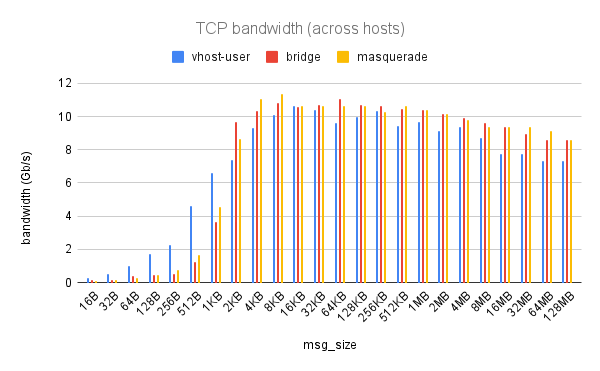 TCP bandwidth (across hosts)
vhost-user bridge masquerade
12
10
8
6
4
2
0
bandwidth (Gb/s)
16B 32B 64B 128B 256B 512B 1KB 2KB 4KB 8KB 16KB 32KB 64KB 128KB 256KB 512KB 1MB 2MB 4MB 8MB 16MB 32MB 64MB 128MB
msg_size